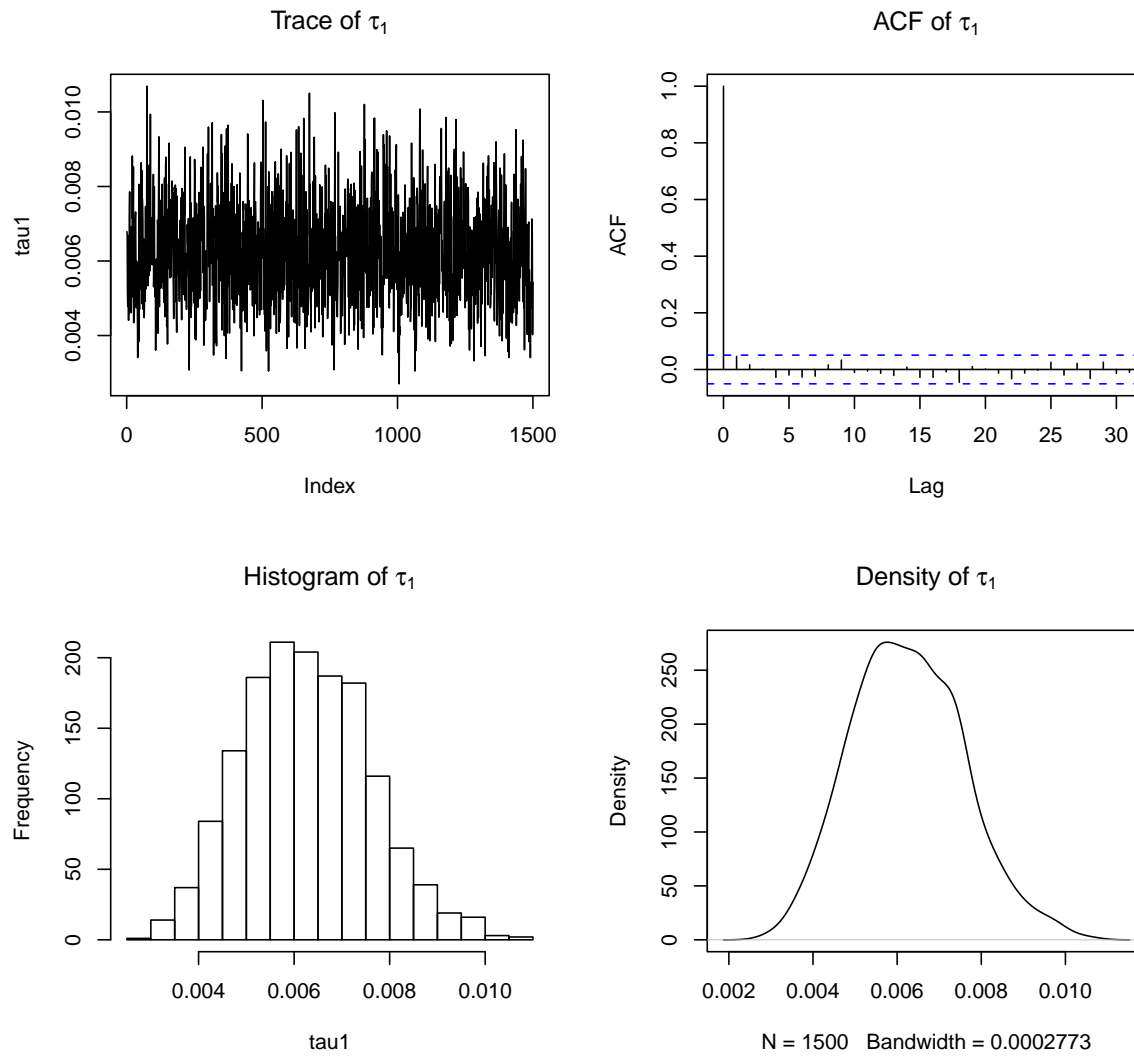 Trace of τ1
tau1
0.004 0.006 0.008 0.010
0 500 1000 1500
Index
ACF of τ1
ACF
0.0 0.2 0.4 0.6 0.8 1.0
0 5 10 15 20 25 30
Lag
Histogram of τ1
Frequency
0 50 100 150 200
0.004 0.006 0.008 0.010
tau1
Density of τ1
Density
0 50 100 150 200 250
0.002 0.004 0.006 0.008 0.010
N = 1500 Bandwidth = 0.0002773